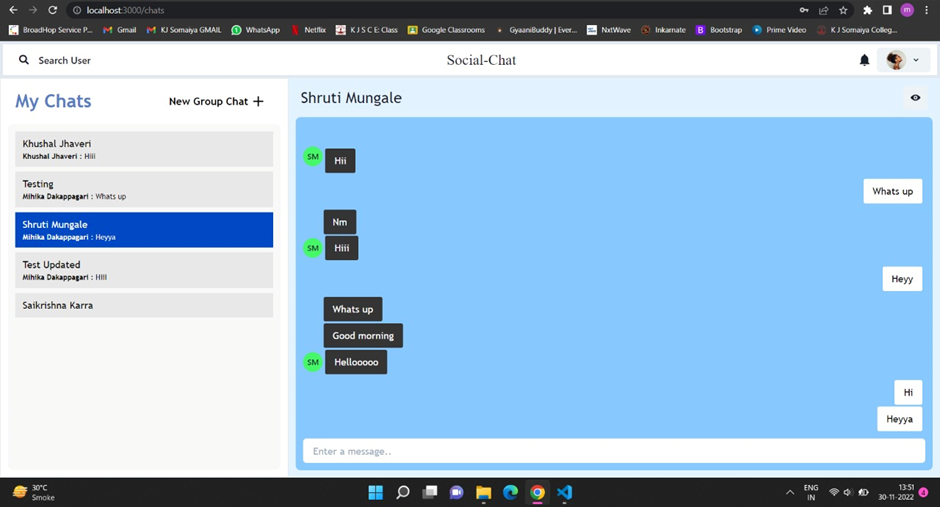 localhost:3000/chats
m
BroadHop Service P...
Gmail
KJ Somaiya GMAIL
WhatsApp
Netflix
K J S C E: Class
Google Classrooms
GyaaniBuddy | Ever...
NxtWave
Inkarnate
B Bootstrap
Prime Video
K J Somaiya Colleg...
Search User
Social-Chat
My Chats
New Group Chat +
Khushal Jhaveri
Khushal Jhaveri : Hiii
Testing
Mihika Dakappagari : Whats up
Shruti Mungale
Mihika Dakappagari : Heyya
Test Updated
Mihika Dakappagari : HIII
Saikrishna Karra
Shruti Mungale
SM Hii
Whats up
Nm
SM Hiii
Heyy
Whats up
Good morning
SM Hellooooo
Hi
Heyya
Enter a message..
30°C
Smoke
ENG
IN
13:51
30-11-2022
4